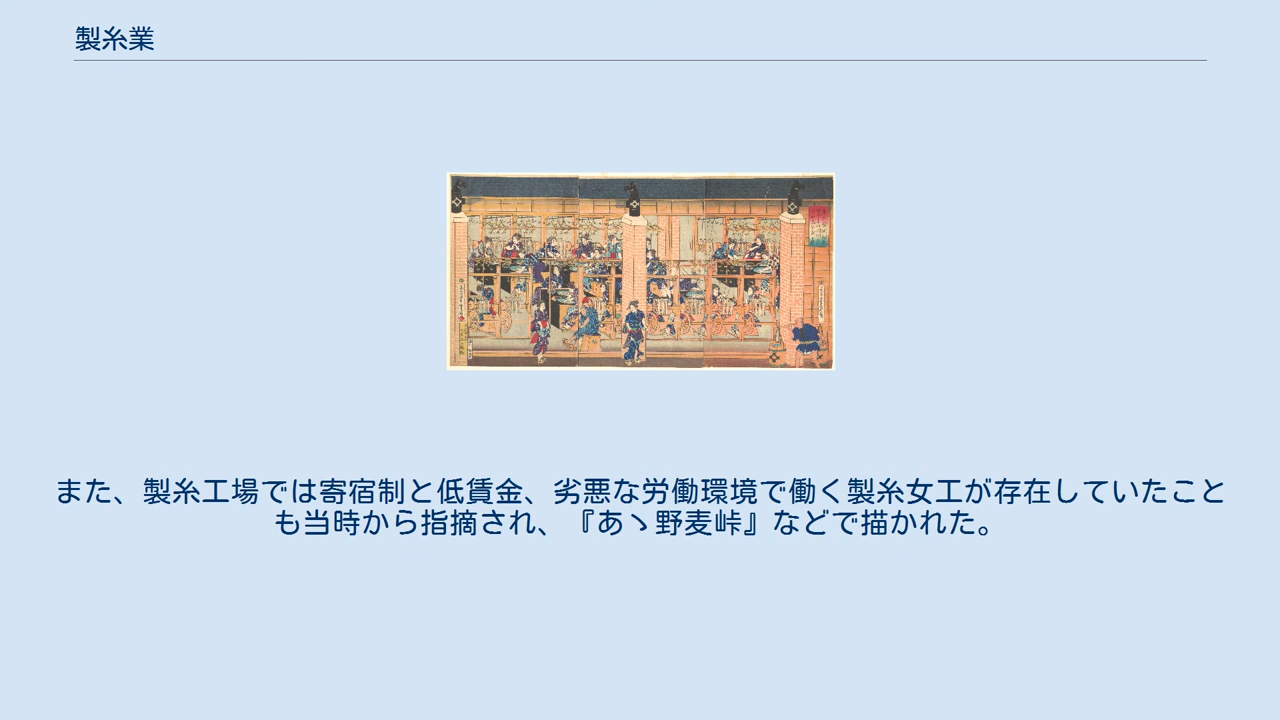 製糸業
また、製糸工場では寄宿制と低賃金、劣悪な労働環境で働く製糸女工が存在していたこと
も当時から指摘され、『あゝ野麦峠』などで描かれた。